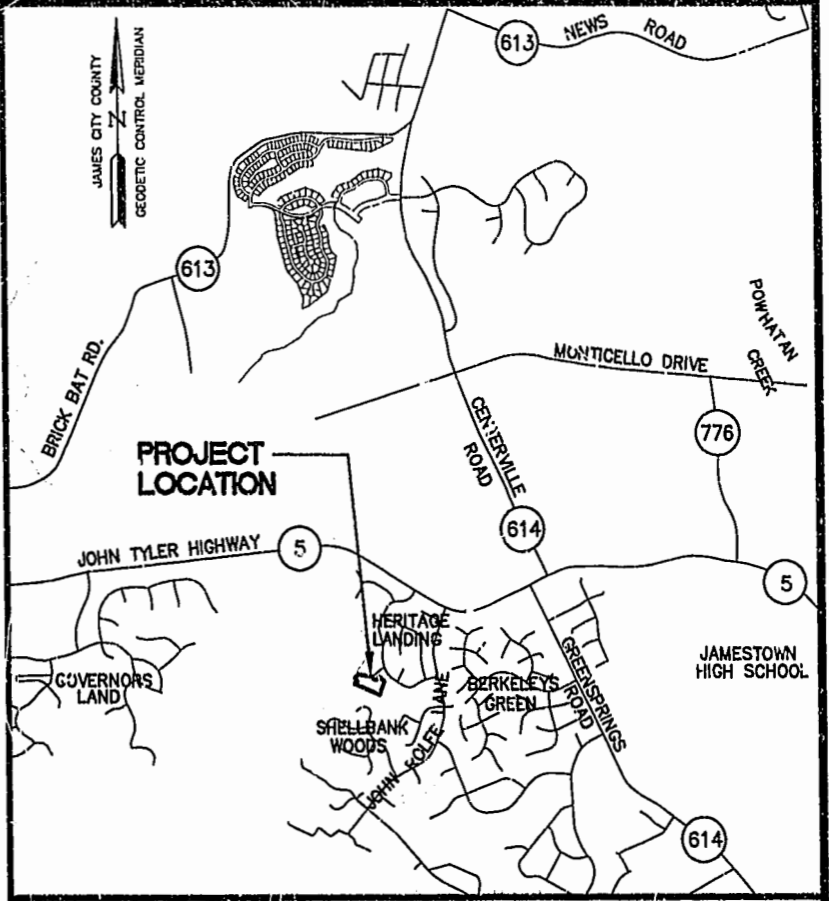 613
NEWS ROAD
JAMES CITY COUNTY
N
GEODETIC CONTROL MERIDIAN
613
BRICK BAT RD.
POWHATAN
CREEK
MONTICELLO DRIVE
776
CENTERVILLE
ROAD
614
PROJECT
LOCATION
JOHN TYLER HIGHWAY
5
5
HERITAGE
LANDING
GOVERNORS
LAND
SHELLBANK
WOODS
JOHN ROLFE LANE
BERKELEYS
GREEN
GREENSPRINGS
ROAD
JAMESTOWN
HIGH SCHOOL
614